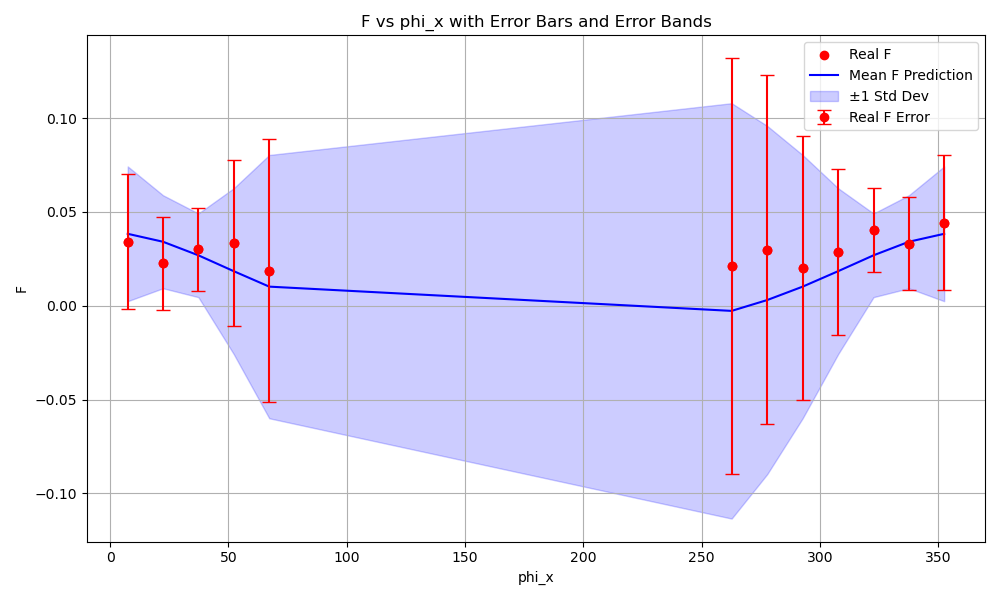 F vs phi_x with Error Bars and Error Bands
Real F
Mean F Prediction
±1 Std Dev
Real F Error
0.10
0.05
0.00
−0.05
−0.10
F
0
50
100
150
200
250
300
350
phi_x